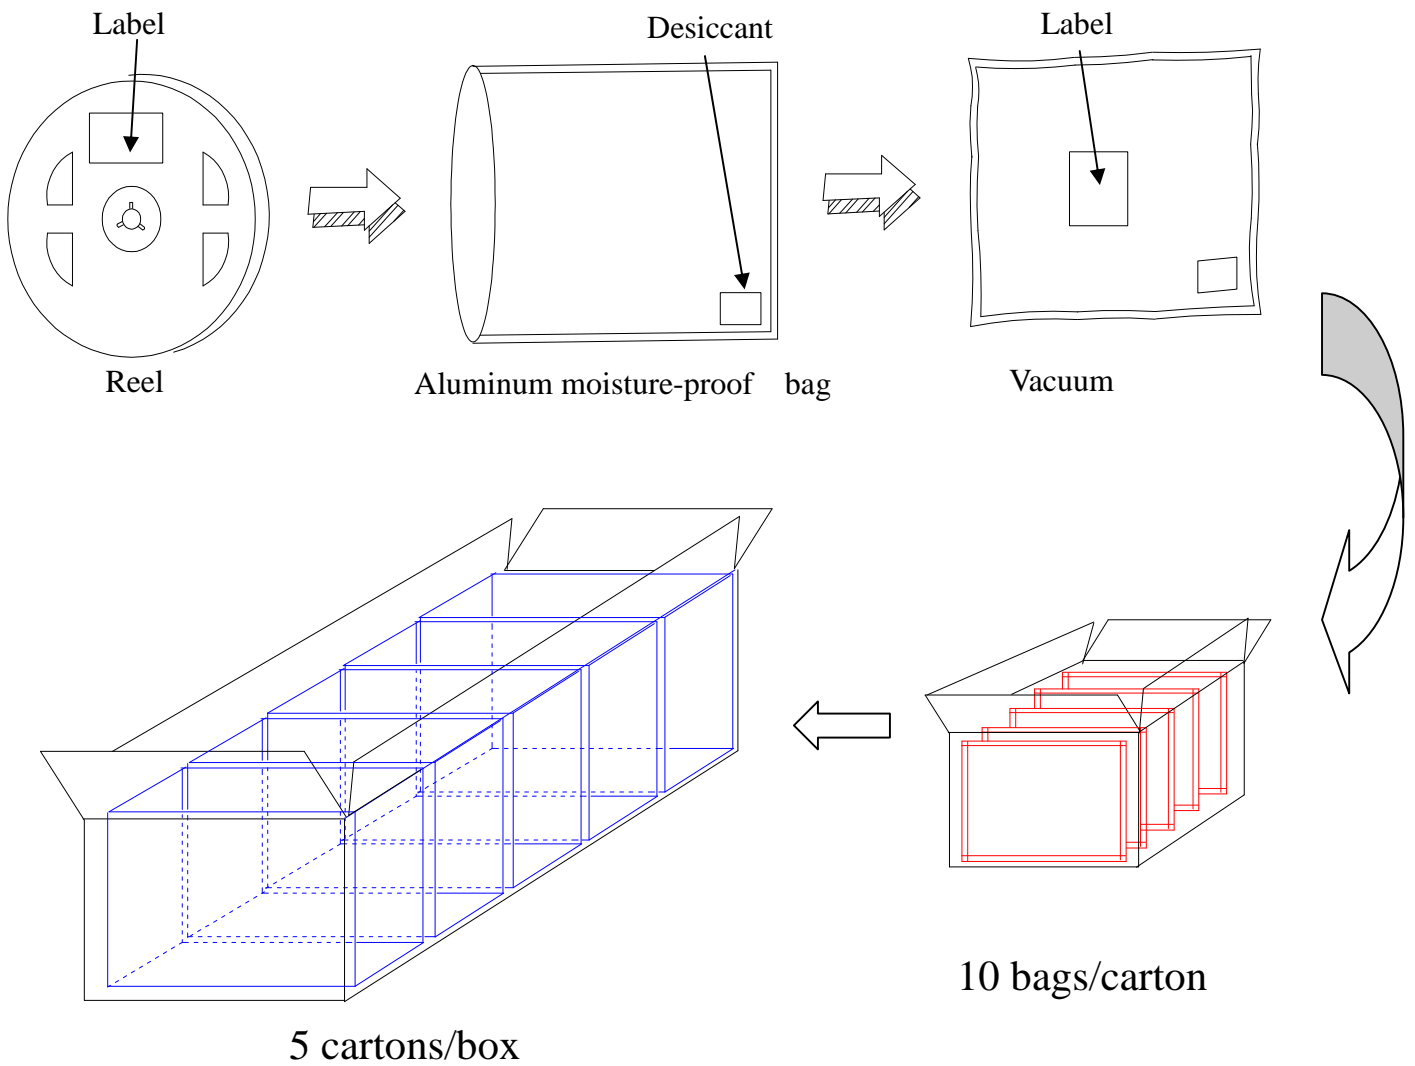 Label
Desiccant
Label
Reel
Aluminum moisture-proof bag
Vacuum
10 bags/carton
5 cartons/box